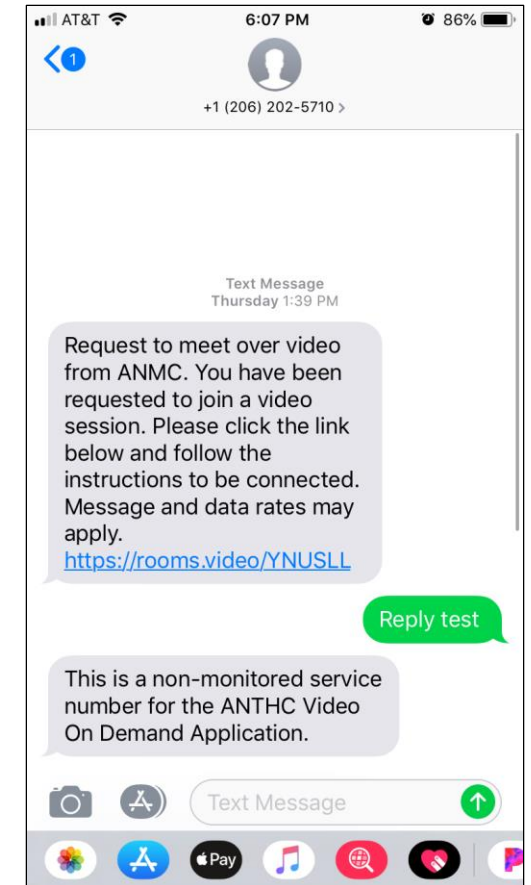 AT&T
6:07 PM
86%
1
+1 (206) 202-5710 >
Text Message
Thursday 1:39 PM
Request to meet over video
from ANMC. You have been
requested to join a video
session. Please click the link
below and follow the
instructions to be connected.
Message and data rates may
apply.
https://rooms.video/YNUSLL
Reply test
This is a non-monitored service
number for the ANTHC Video
On Demand Application.
Text Message
Pay